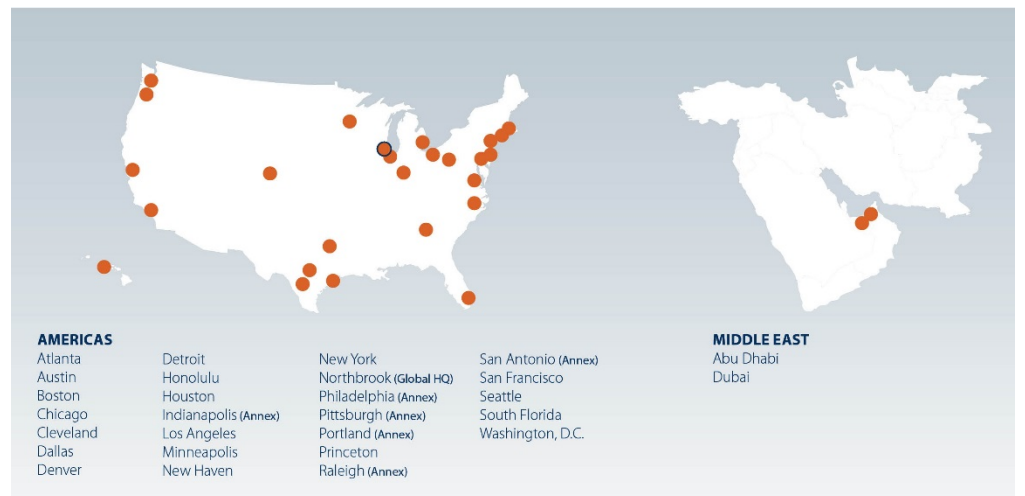 AMERICAS
Atlanta
Austin
Boston
Chicago
Cleveland
Dallas
Denver
Detroit
Honolulu
Houston
Indianapolis (Annex)
Los Angeles
Minneapolis
New Haven
New York
Northbrook (Global HQ)
Philadelphia (Annex)
Pittsburgh (Annex)
Portland (Annex)
Princeton
Raleigh (Annex)
San Antonio (Annex)
San Francisco
Seattle
South Florida
Washington, D.C.
MIDDLE EAST
Abu Dhabi
Dubai